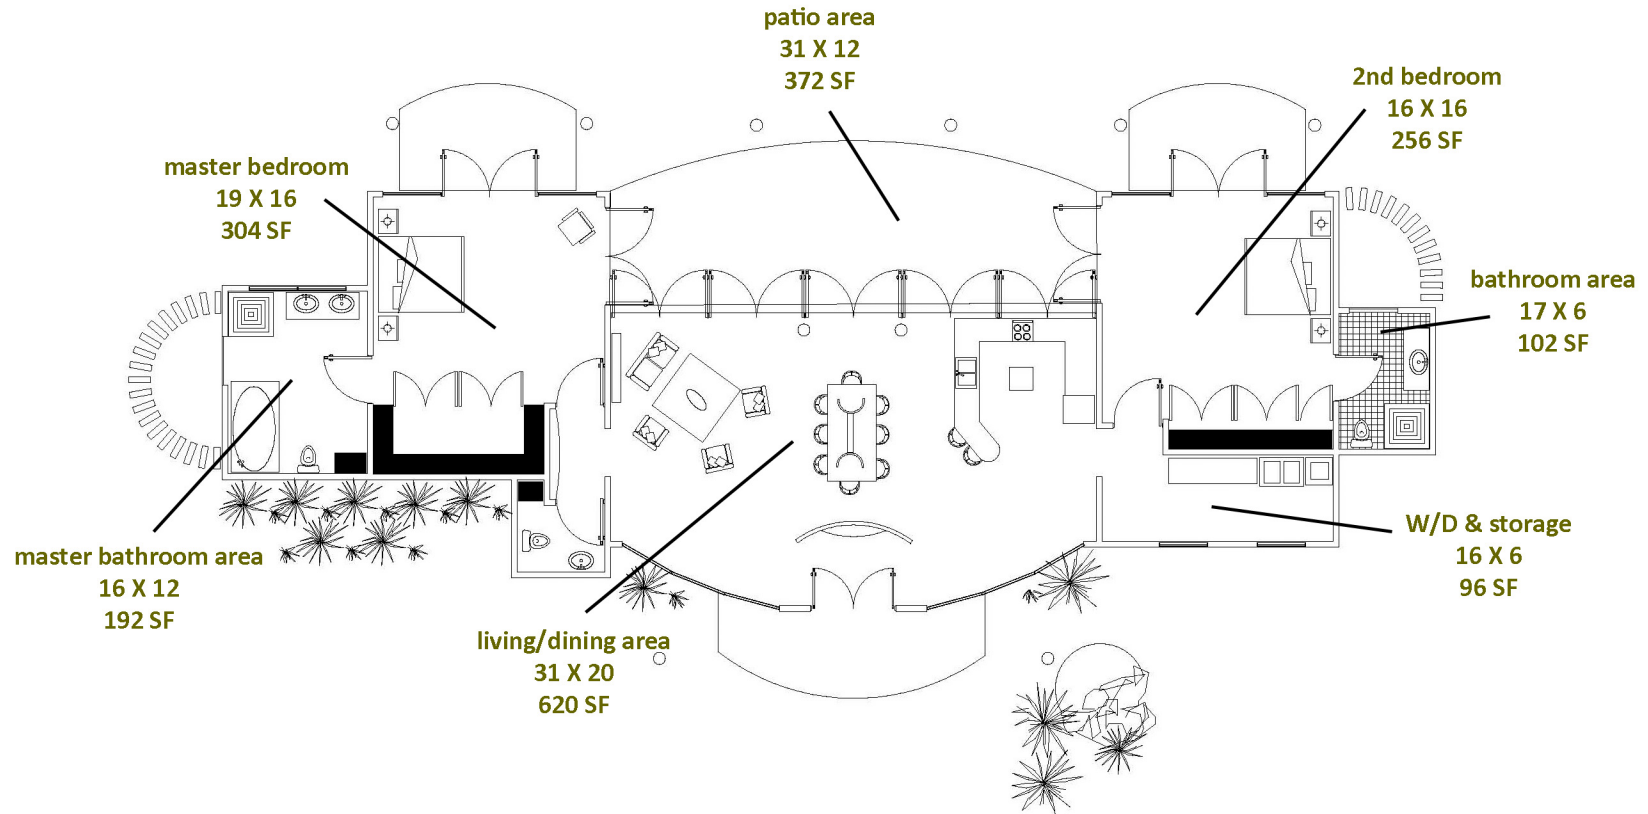 patio area
31 X 12
372 SF
2nd bedroom
16 X 16
256 SF
master bedroom
19 X 16
304 SF
bathroom area
17 X 6
102 SF
W/D & storage
16 X 6
96 SF
master bathroom area
16 X 12
192 SF
living/dining area
31 X 20
620 SF